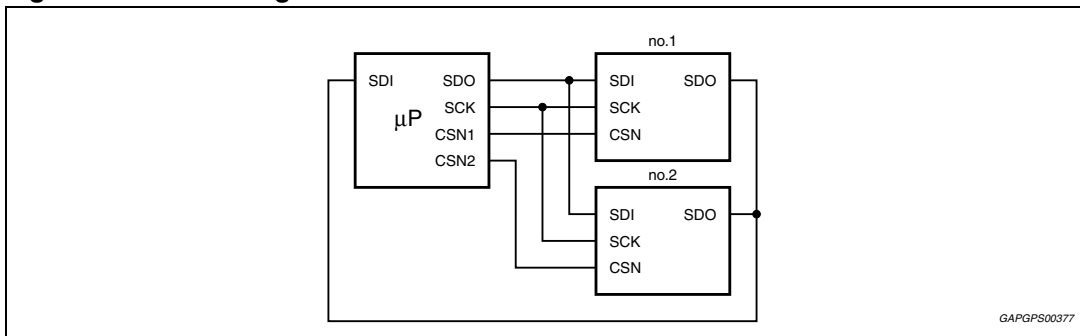 no.1
SDI SDO SDI SDO
SCK SCK
µP
CSN1 CSN
CSN2
no.2
SDI SDO
SCK
CSN
GAPGPS00377